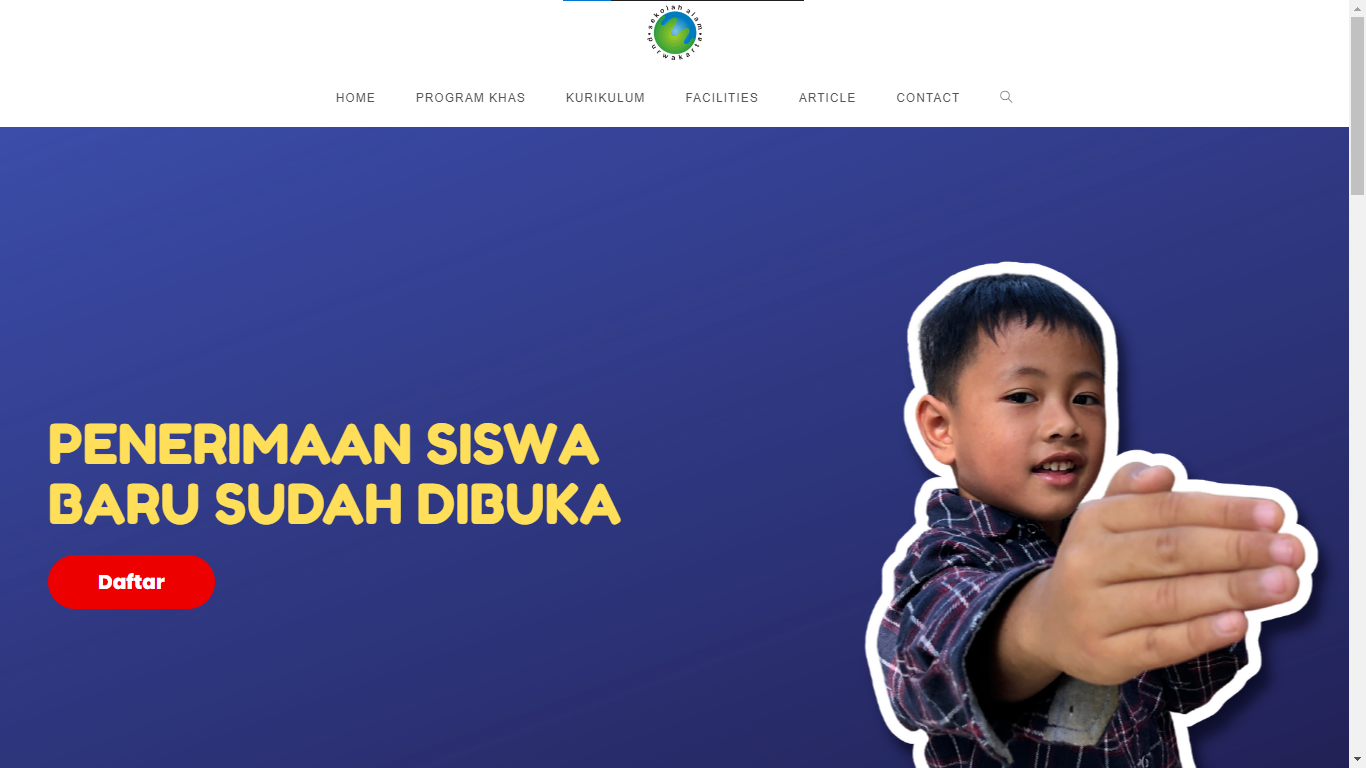 sekolah alam
purwakarta
HOME PROGRAM KHAS KURIKULUM FACILITIES ARTICLE CONTACT
PENERIMAAN SISWA
BARU SUDAH DIBUKA
Daftar